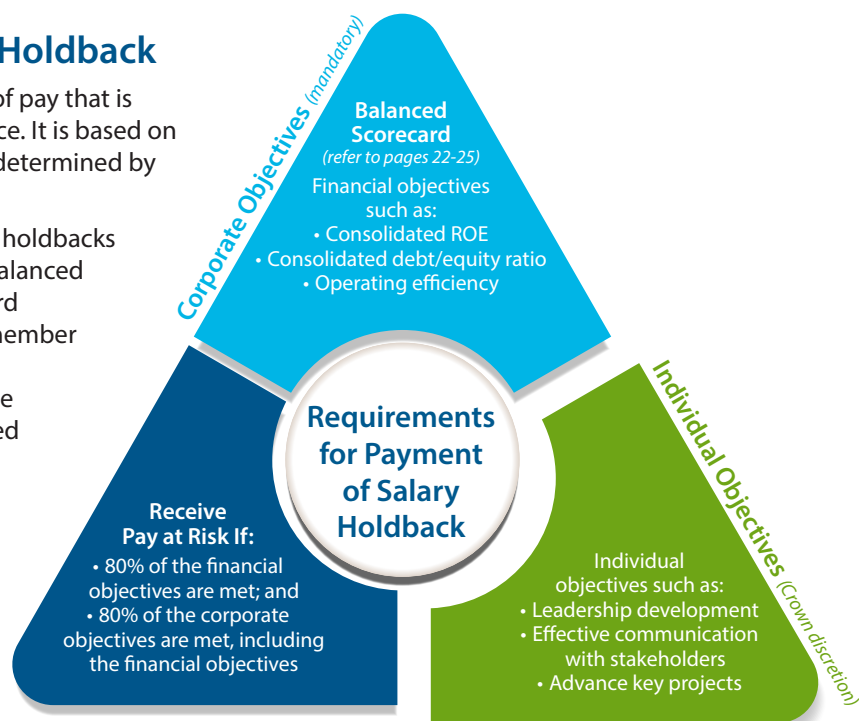 Holdback
of pay that is
ce. It is based on
determined by
holdbacks
alanced
rd
nember
e
ed
Corporate Objectives (mandatory)
Balanced
Scorecard
(refer to pages 22-25)
Financial objectives
such as:
• Consolidated ROE
• Consolidated debt/equity ratio
• Operating efficiency
Requirements
for Payment
of Salary
Holdback
Receive
Pay at Risk If:
• 80% of the financial
objectives are met; and
• 80% of the corporate
objectives are met, including
the financial objectives
Individual Objectives (Crown discretion)
Individual
objectives such as:
• Leadership development
• Effective communication
with stakeholders
• Advance key projects